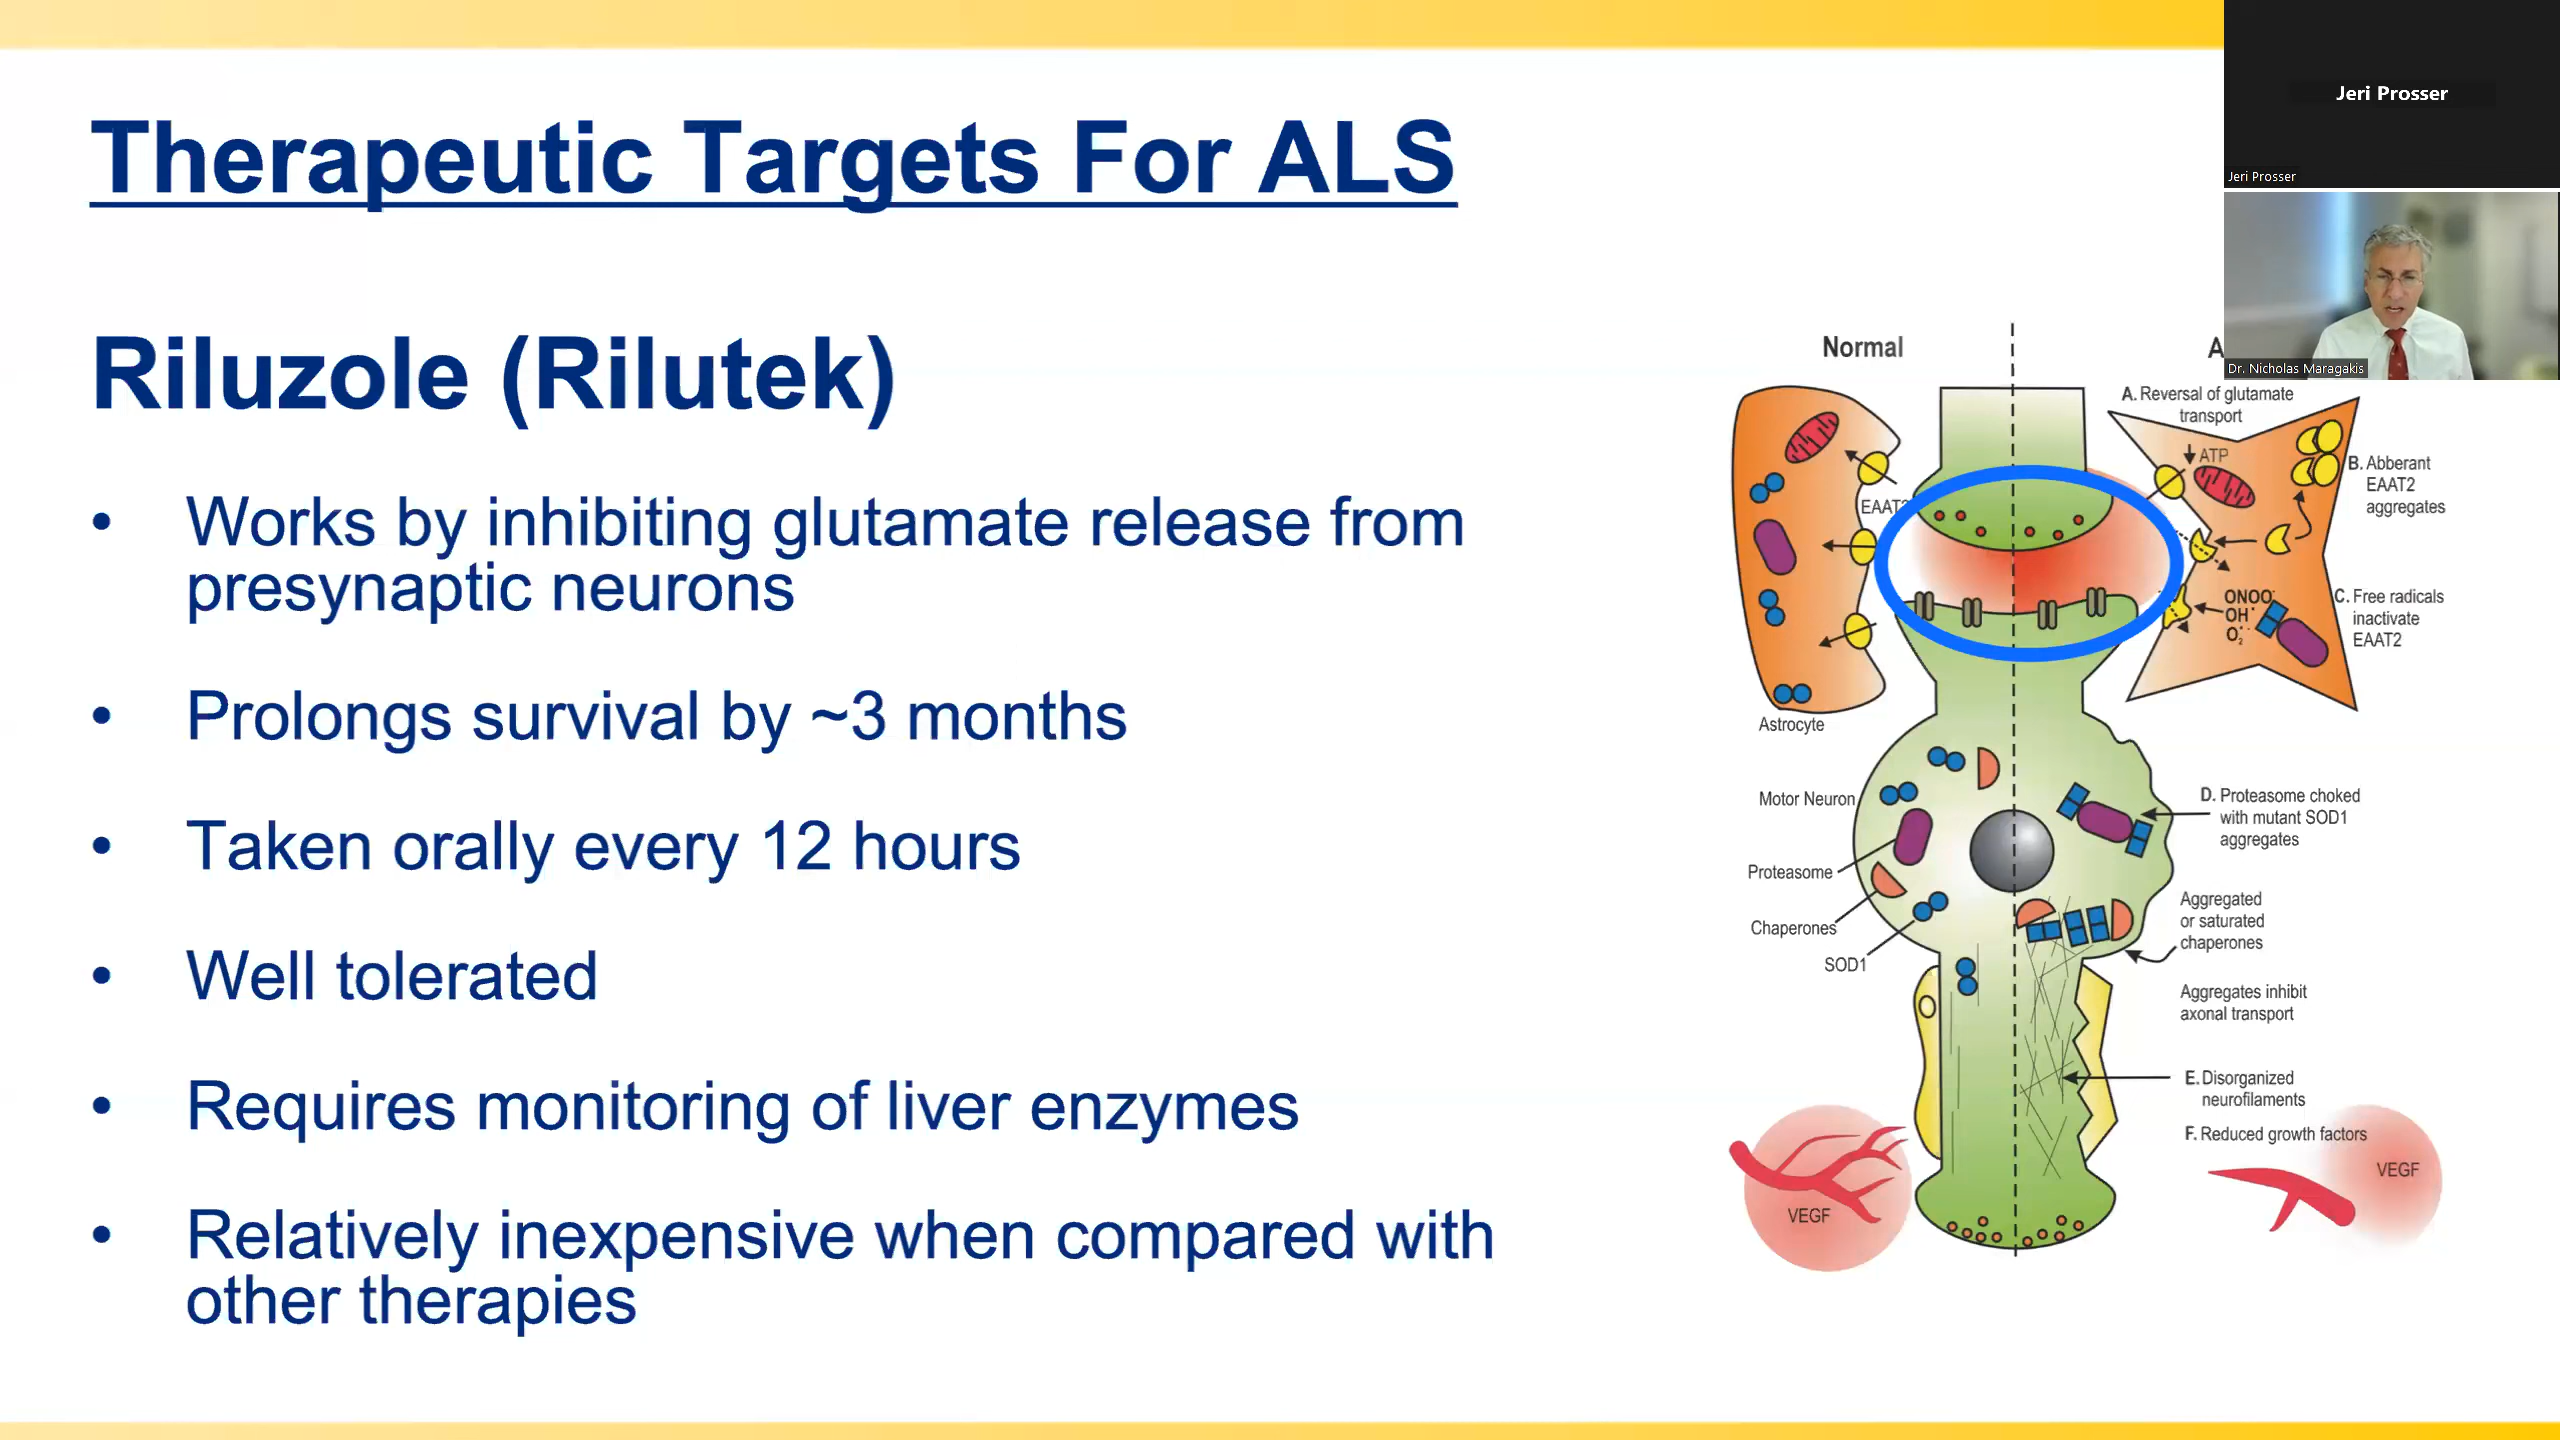 Therapeutic Targets For ALS
Riluzole (Rilutek)
• Works by inhibiting glutamate release from
presynaptic neurons
• Prolongs survival by ~3 months
• Taken orally every 12 hours
• Well tolerated
• Requires monitoring of liver enzymes
• Relatively inexpensive when compared with
other therapies
Normal
EAAT2
Astrocyte
Motor Neuron
Proteasome
Chaperones
SOD1
VEGF
A. Reversal of glutamate
transport
ATP
B. Abberant
EAAT2
aggregates
ONOO⁻
OH˙
O₂˙⁻
C. Free radicals
inactivate
EAAT2
D. Proteasome choked
with mutant SOD1
aggregates
Aggregated
or saturated
chaperones
Aggregates inhibit
axonal transport
E. Disorganized
neurofilaments
F. Reduced growth factors
VEGF
Jeri Prosser
Jeri Prosser
Dr. Nicholas Maragakis